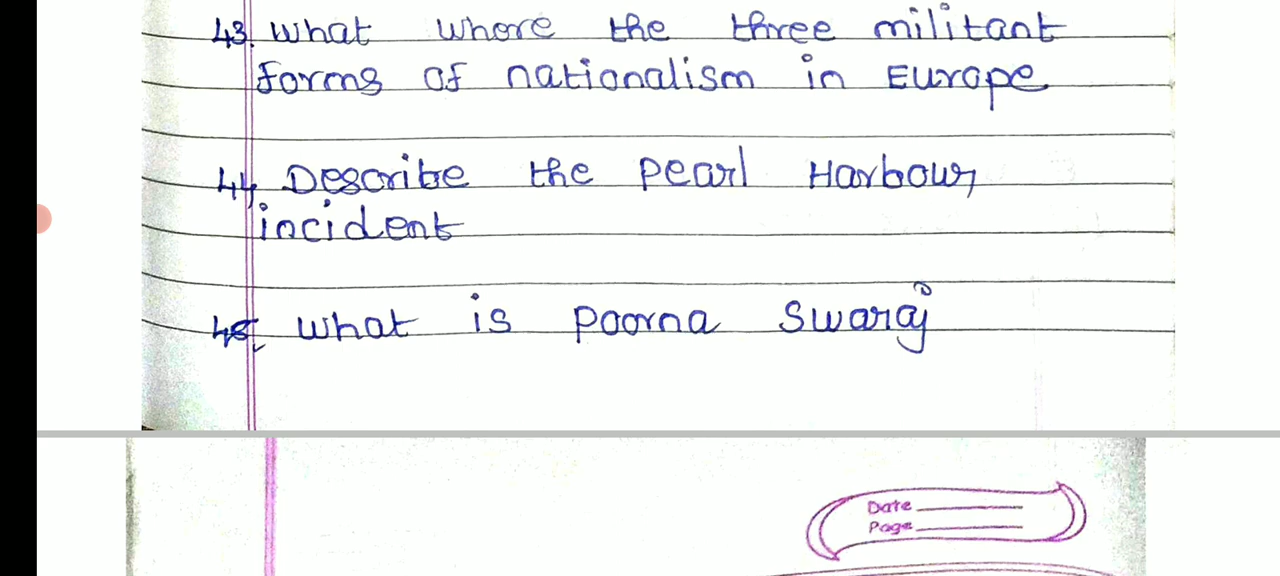 43. What whore the three militant
forms of nationalism in Europe
44, Describe the pearl Harbour,
incident
45, what is poorna Swaraj
Date
Page